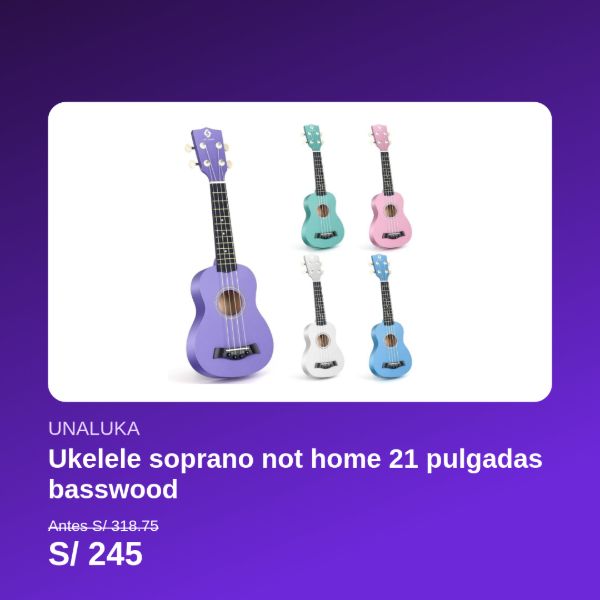 UNALUKA
Ukelele soprano not home 21 pulgadas
basswood
Antes S/ 318.75
S/ 245